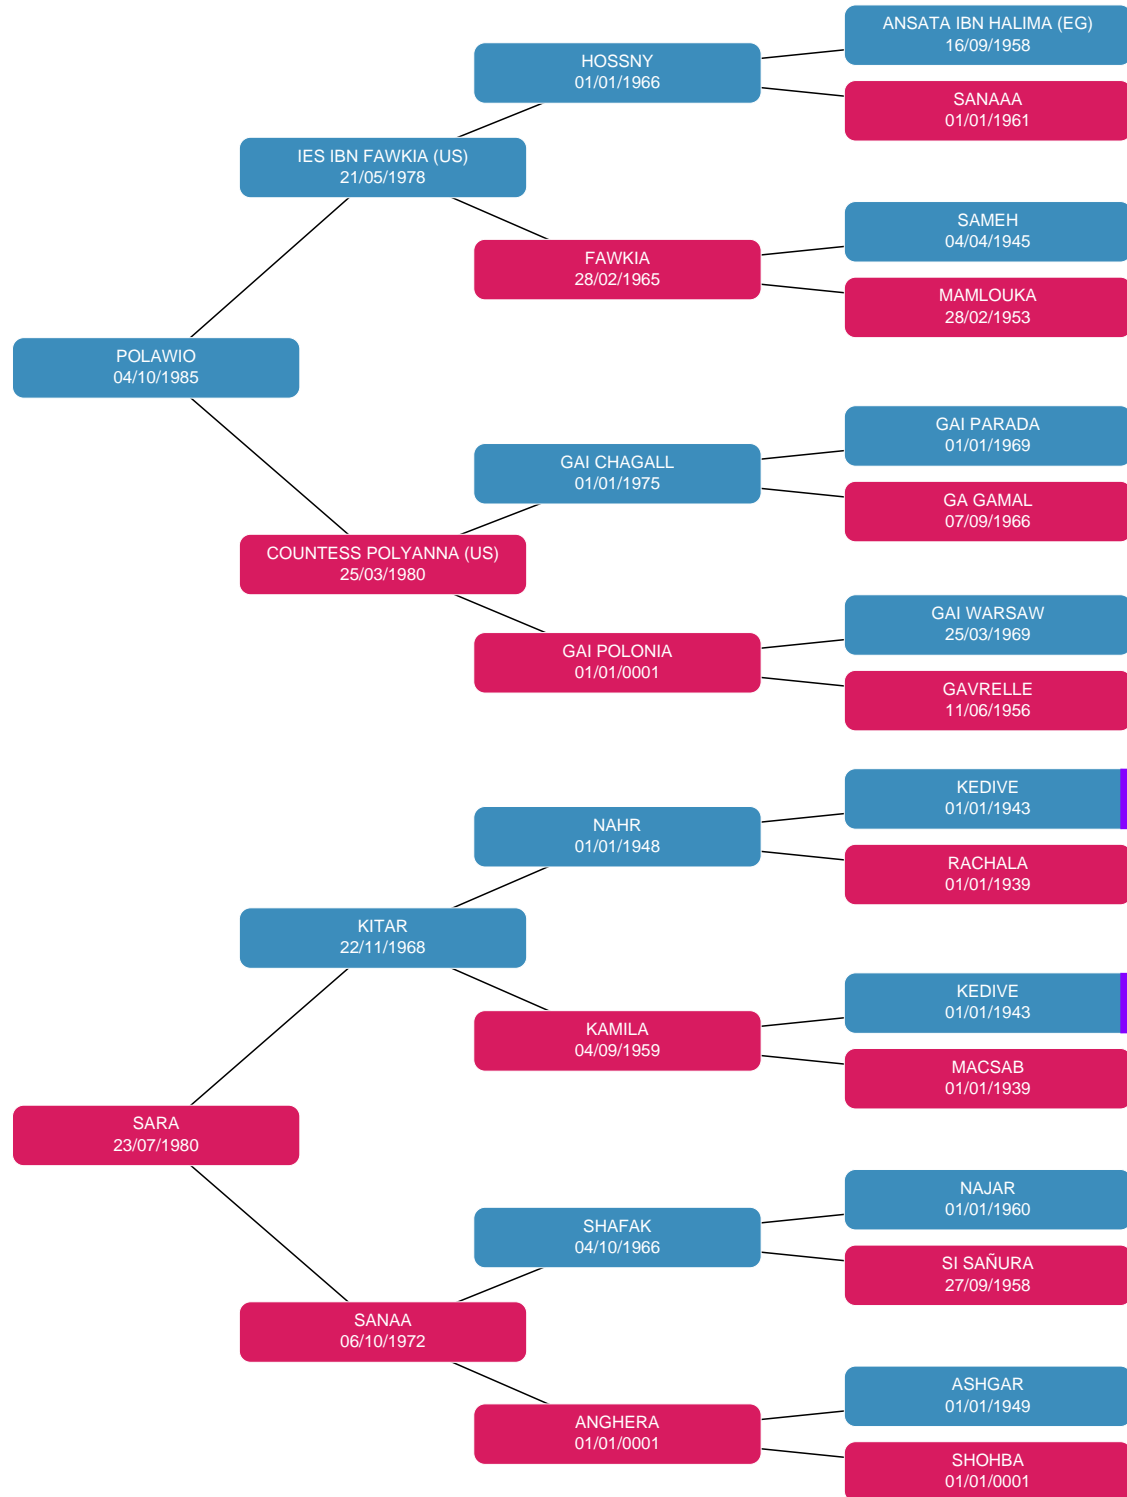 ANSATA IBN HALIMA (EG)
16/09/1958
HOSSNY
01/01/1966
SANAAA
01/01/1961
IES IBN FAWKIA (US)
21/05/1978
SAMEH
04/04/1945
FAWKIA
28/02/1965
MAMLOUKA
28/02/1953
POLAWIO
04/10/1985
GAI PARADA
01/01/1969
GAI CHAGALL
01/01/1975
GA GAMAL
07/09/1966
COUNTESS POLYANNA (US)
25/03/1980
GAI WARSAW
25/03/1969
GAI POLONIA
01/01/0001
GAVRELLE
11/06/1956
KEDIVE
01/01/1943
NAHR
01/01/1948
RACHALA
01/01/1939
KITAR
22/11/1968
KEDIVE
01/01/1943
KAMILA
04/09/1959
MACSAB
01/01/1939
SARA
23/07/1980
NAJAR
01/01/1960
SHAFAK
04/10/1966
SI SAÑURA
27/09/1958
SANAA
06/10/1972
ASHGAR
01/01/1949
ANGHERA
01/01/0001
SHOHBA
01/01/0001